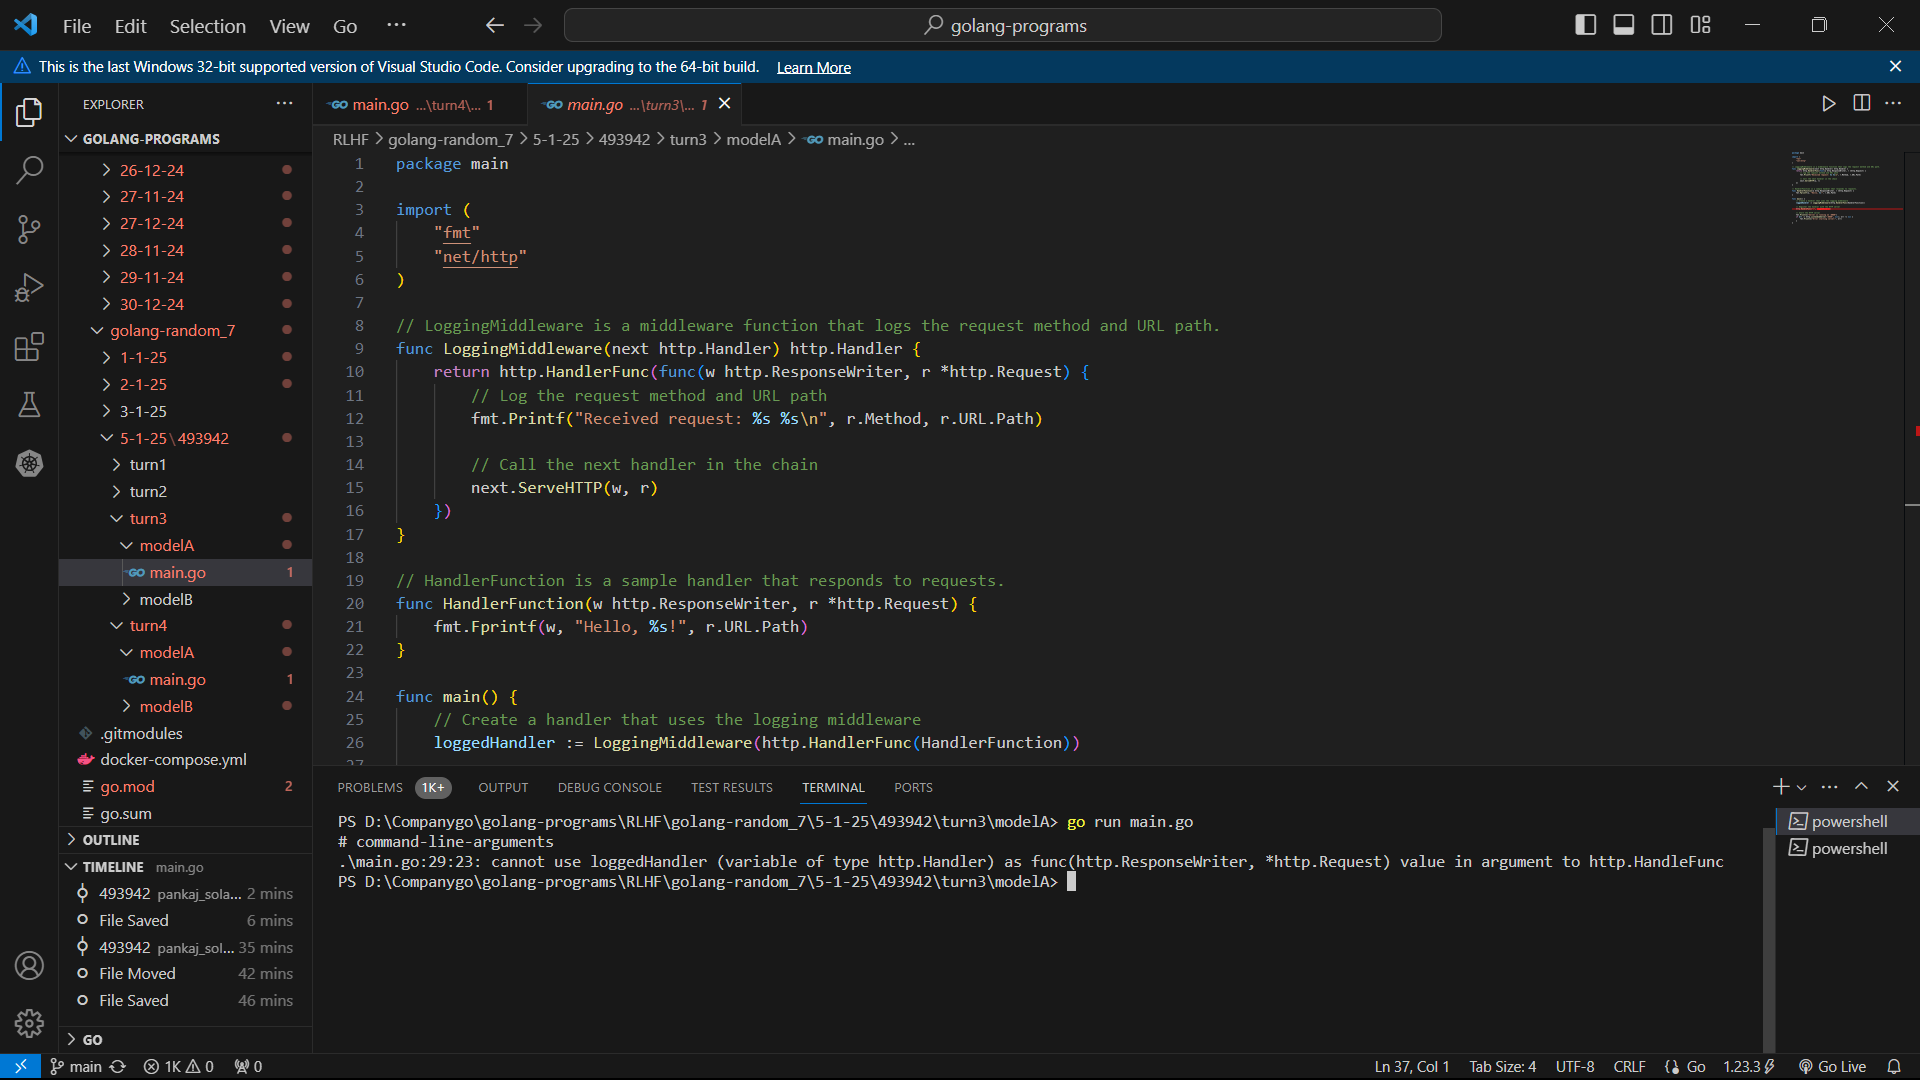 File Edit Selection View Go ...
golang-programs
This is the last Windows 32-bit supported version of Visual Studio Code. Consider upgrading to the 64-bit build. Learn More
EXPLORER
GOLANG-PROGRAMS
26-12-24
27-11-24
27-12-24
28-11-24
29-11-24
30-12-24
golang-random_7
1-1-25
2-1-25
3-1-25
5-1-25\493942
turn1
turn2
turn3
modelA
main.go 1
modelB
turn4
modelA
main.go 1
modelB
.gitmodules
docker-compose.yml
go.mod 2
go.sum
OUTLINE
TIMELINE main.go
493942 pankaj_sola... 2 mins
File Saved 6 mins
493942 pankaj_sol... 35 mins
File Moved 42 mins
File Saved 46 mins
GO
main.go ...\turn4\... 1
main.go ...\turn3\... 1
RLHF > golang-random_7 > 5-1-25 > 493942 > turn3 > modelA > main.go > ...
1 package main
2
3 import (
4 "fmt"
5 "net/http"
6 )
7
8 // LoggingMiddleware is a middleware function that logs the request method and URL path.
9 func LoggingMiddleware(next http.Handler) http.Handler {
10 return http.HandlerFunc(func(w http.ResponseWriter, r *http.Request) {
11 // Log the request method and URL path
12 fmt.Printf("Received request: %s %s\n", r.Method, r.URL.Path)
13
14 // Call the next handler in the chain
15 next.ServeHTTP(w, r)
16 })
17 }
18
19 // HandlerFunction is a sample handler that responds to requests.
20 func HandlerFunction(w http.ResponseWriter, r *http.Request) {
21 fmt.Fprintf(w, "Hello, %s!", r.URL.Path)
22 }
23
24 func main() {
25 // Create a handler that uses the logging middleware
26 loggedHandler := LoggingMiddleware(http.HandlerFunc(HandlerFunction))
27
PROBLEMS 1K+ OUTPUT DEBUG CONSOLE TEST RESULTS TERMINAL PORTS
PS D:\Companygo\golang-programs\RLHF\golang-random_7\5-1-25\493942\turn3\modelA> go run main.go
# command-line-arguments
.\main.go:29:23: cannot use loggedHandler (variable of type http.Handler) as func(http.ResponseWriter, *http.Request) value in argument to http.HandleFunc
PS D:\Companygo\golang-programs\RLHF\golang-random_7\5-1-25\493942\turn3\modelA>
powershell
powershell
main 1K 0 0 Ln 37, Col 1 Tab Size: 4 UTF-8 CRLF Go 1.23.3 Go Live